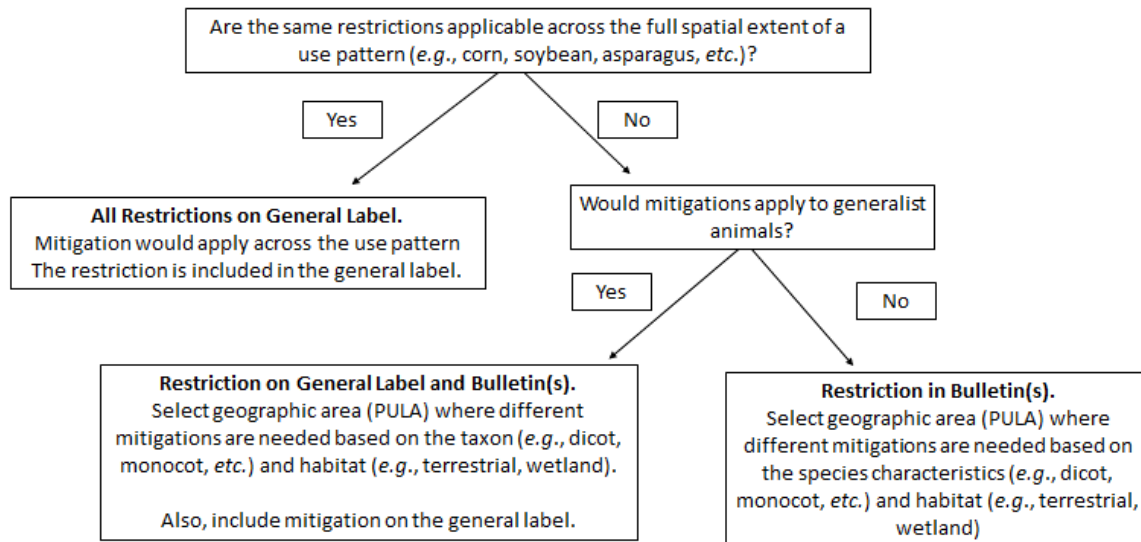 Are the same restrictions applicable across the full spatial extent of a
use pattern (e.g., corn, soybean, asparagus, etc.)?
Yes
No
All Restrictions on General Label.
Mitigation would apply across the use pattern
The restriction is included in the general label.
Would mitigations apply to generalist
animals?
Yes
No
Restriction on General Label and Bulletin(s).
Select geographic area (PULA) where different
mitigations are needed based on the taxon (e.g., dicot,
monocot, etc.) and habitat (e.g., terrestrial, wetland).
Also, include mitigation on the general label.
Restriction in Bulletin(s).
Select geographic area (PULA) where
different mitigations are needed based on
the species characteristics (e.g., dicot,
monocot, etc.) and habitat (e.g., terrestrial,
wetland)